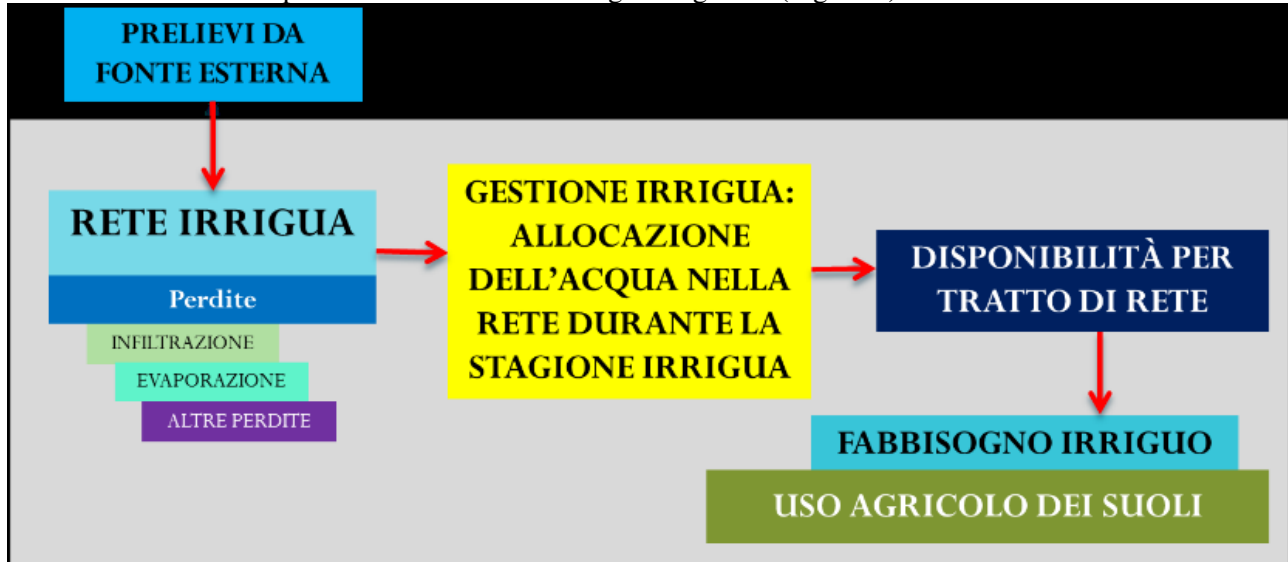 PRELIEVI DA
FONTE ESTERNA
RETE IRRIGUA
Perdite
INFILTRAZIONE
EVAPORAZIONE
ALTRE PERDITE
GESTIONE IRRIGUA:
ALLOCAZIONE
DELL'ACQUA NELLA
RETE DURANTE LA
STAGIONE IRRIGUA
DISPONIBILITÀ PER
TRATTO DI RETE
FABBISOGNO IRRIGUO
USO AGRICOLO DEI SUOLI